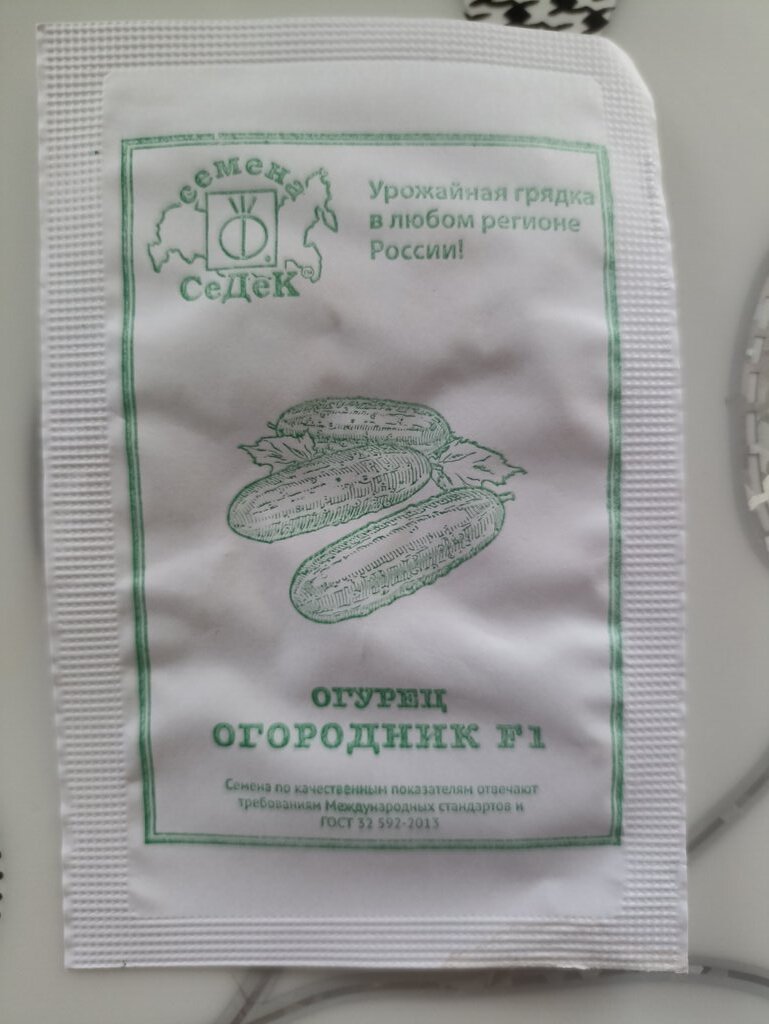 семена
СеДеК
Урожайная грядка
в любом регионе
России!
ОГУРЕЦ
ОГОРОДНИК F1
Семена по качественным показателям отвечают
требованиям Международных стандартов и
ГОСТ 32 592-2013